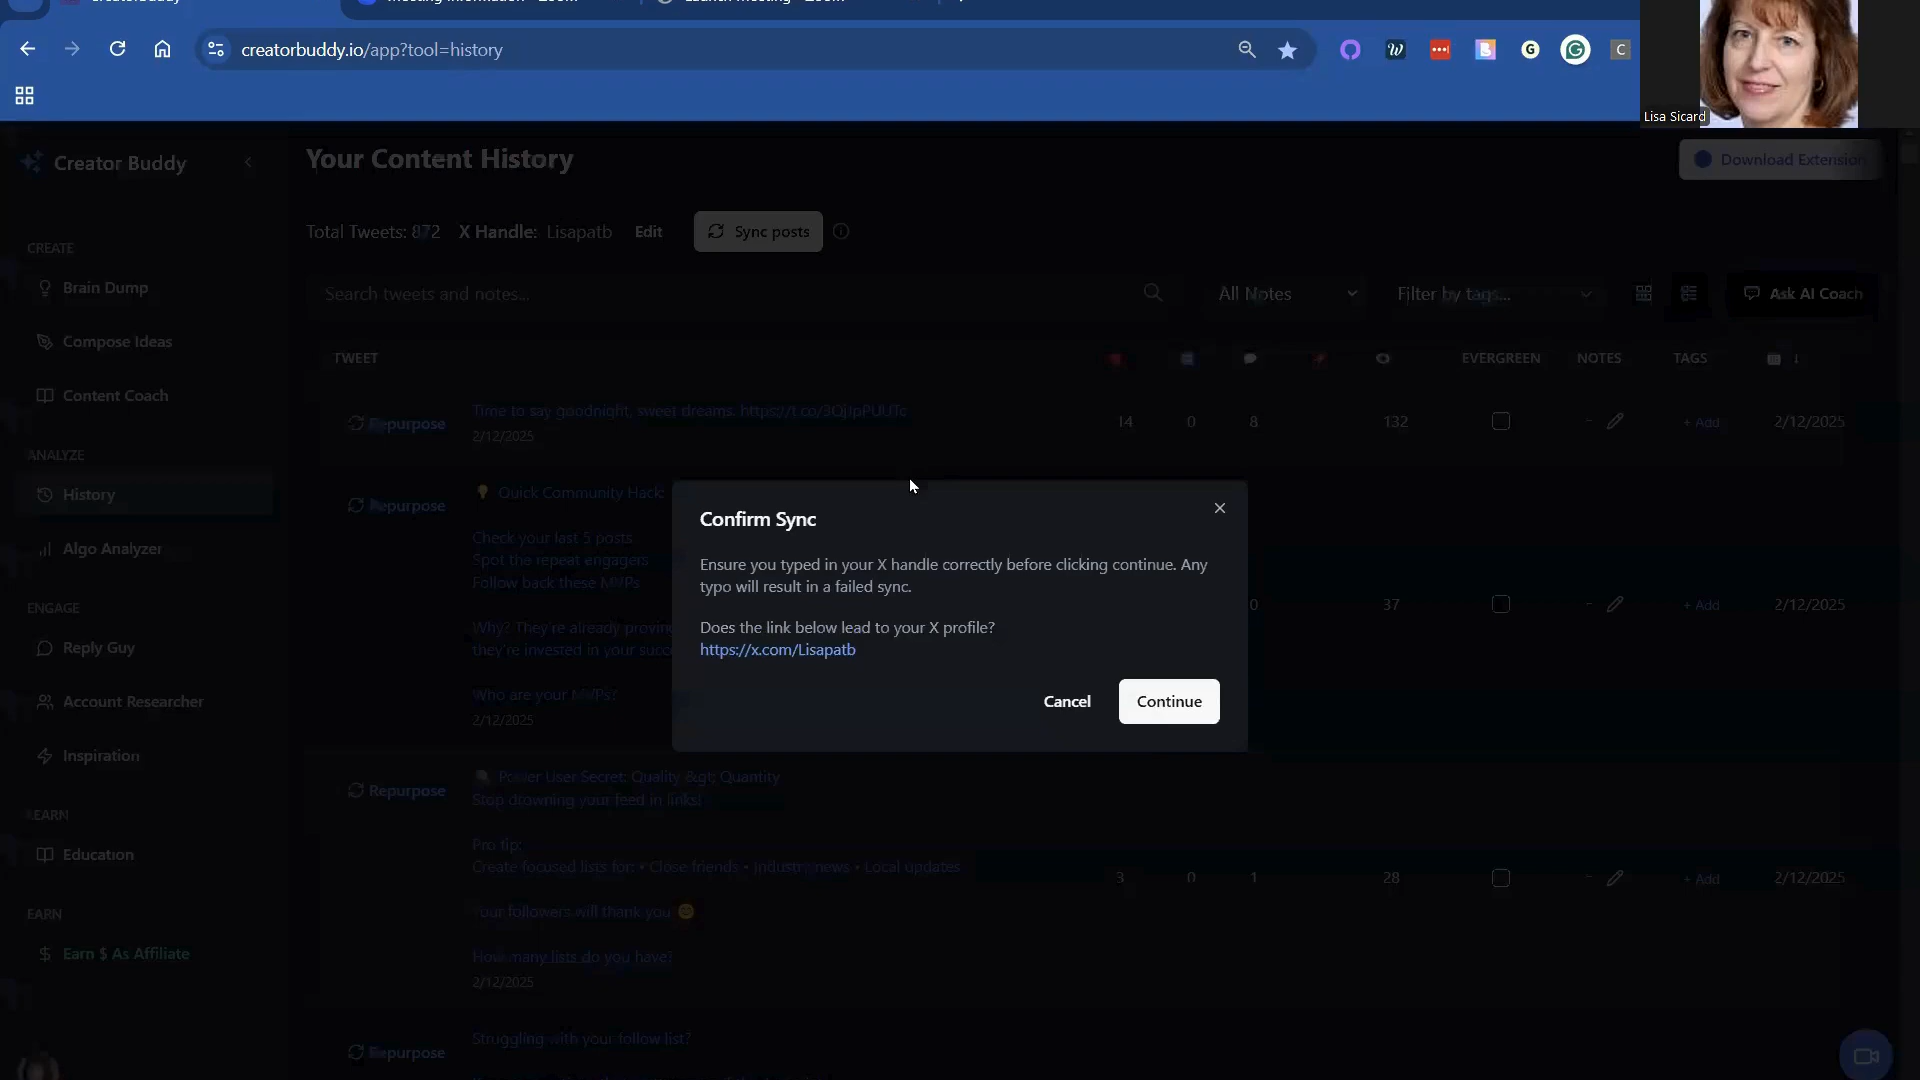 creatorbuddy.io/app?tool=history
Lisa Sicard
Creator Buddy
Your Content History
Download Extension
Total Tweets: 872 X Handle: Lisapatb Edit Sync posts
CREATE
Brain Dump
Compose Ideas
Content Coach
ANALYZE
History
Algo Analyzer
ENGAGE
Reply Guy
Account Researcher
Inspiration
LEARN
Education
EARN
Earn $ As Affiliate
Search tweets and notes...
All Notes
Filter by tags...
Ask AI Coach
TWEET EVERGREEN NOTES TAGS
Repurpose
Time to say goodnight, sweet dreams.
2/12/2025
14 0 8 132 - + Add 2/12/2025
Repurpose
Quick Community Hack:
Check your last 5 posts
Spot the repeat engagers
Follow back these MVPs
Why? They're already
they're invested in your
Who are your MVPs?
2/12/2025
0 37 - + Add 2/12/2025
Confirm Sync
Ensure you typed in your X handle correctly before clicking continue. Any
typo will result in a failed sync.
Does the link below lead to your X profile?
https://x.com/Lisapatb
Cancel Continue
Repurpose
Power User Secret: Quality &gt; Quantity
Stop drowning your feed in links!
Pro tip:
Create focused lists for: • Close friends • Industry news • Local updates
Your followers will thank you
How many lists do you have?
2/12/2025
3 0 1 28 - + Add 2/12/2025
Repurpose
Struggling with your follow list?